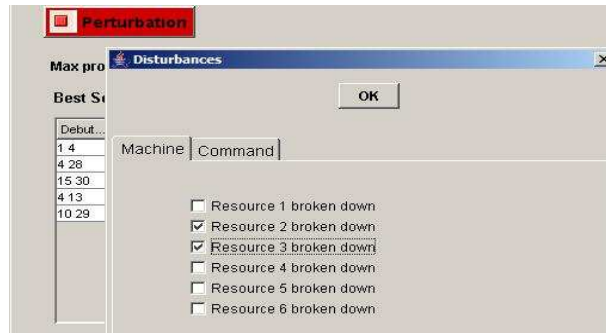 Perturbation
Max pro
Disturbances
Best Se
OK
Debut...
Machine
Command
1 4
4 28
15 30
4 13
10 29
Resource 1 broken down
Resource 2 broken down
Resource 3 broken down
Resource 4 broken down
Resource 5 broken down
Resource 6 broken down